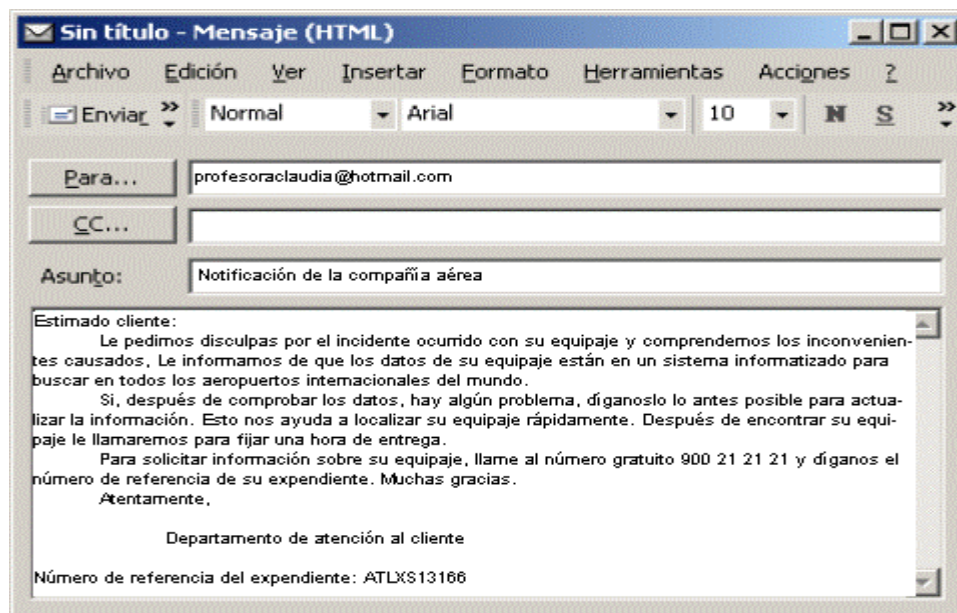 Sin título - Mensaje (HTML)
Archivo Edición Ver Insertar Formato Herramientas Acciones ?
Enviar » Normal Arial 10 N S »
Para... profesoraclaudia@hotmail.com
CC...
Asunto: Notificación de la compañía aérea
Estimado cliente:
Le pedimos disculpas por el incidente ocurrido con su equipaje y comprendemos los inconvenien-
tes causados, Le informamos de que los datos de su equipaje están en un sistema informatizado para
buscar en todos los aeropuertos internacionales del mundo.
Si, después de comprobar los datos, hay algún problema, díganoslo lo antes posible para actua-
lizar la información. Esto nos ayuda a localizar su equipaje rápidamente. Después de encontrar su equi-
paje le llamaremos para fijar una hora de entrega.
Para solicitar información sobre su equipaje, llame al número gratuito 900 21 21 21 y díganos el
número de referencia de su expendiente. Muchas gracias.
Atentamente,
Departamento de atención al cliente
Número de referencia del expendiente: ATLXS13166